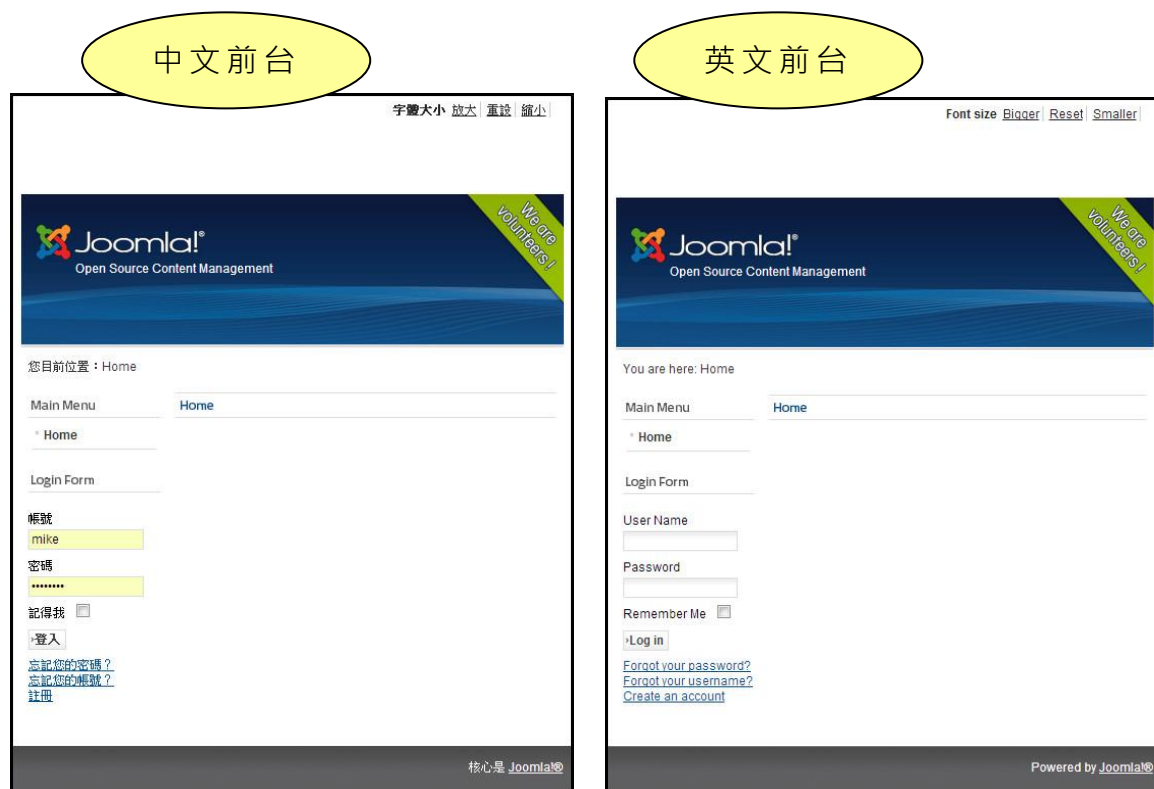 中文前台
字體大小 放大 重設 縮小
We are
volunteers!
Joomla!®
Open Source Content Management
您目前位置：Home
Main Menu
Home
Home
Login Form
帳號
mike
密碼
••••••••
記得我
登入
忘記您的密碼？
忘記您的帳號？
註冊
核心是 Joomla!®
英文前台
Font size Bigger Reset Smaller
We are
volunteers!
Joomla!®
Open Source Content Management
You are here: Home
Main Menu
Home
Home
Login Form
User Name
Password
Remember Me
Log in
Forgot your password?
Forgot your username?
Create an account
Powered by Joomla!®